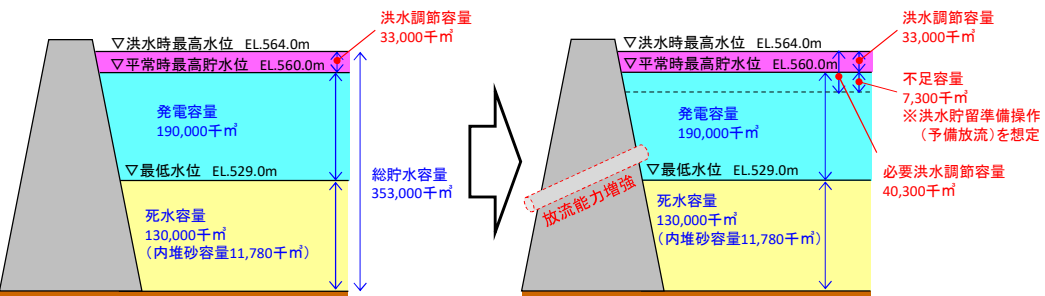 洪水調節容量
33,000千㎥
▽洪水時最高水位 EL.564.0m
▽平常時最高貯水位 EL.560.0m
発電容量
190,000千㎥
▽最低水位 EL.529.0m
総貯水容量
353,000千㎥
死水容量
130,000千㎥
（内堆砂容量11,780千㎥）
洪水調節容量
33,000千㎥
▽洪水時最高水位 EL.564.0m
▽平常時最高貯水位 EL.560.0m
不足容量
7,300千㎥
※洪水貯留準備操作
（予備放流）を想定
発電容量
190,000千㎥
▽最低水位 EL.529.0m
必要洪水調節容量
40,300千㎥
放流能力増強
死水容量
130,000千㎥
（内堆砂容量11,780千㎥）